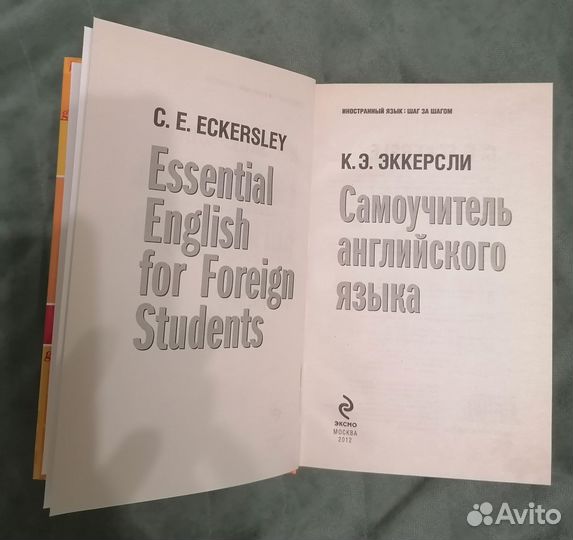 C. E. ECKERSLEY
Essential
English
for Foreign
Students
ИНОСТРАННЫЙ ЯЗЫК: ШАГ ЗА ШАГОМ
К. Э. ЭККЕРСЛИ
Самоучитель
английского
языка
ЭКСМО
МОСКВА
2012
Avito